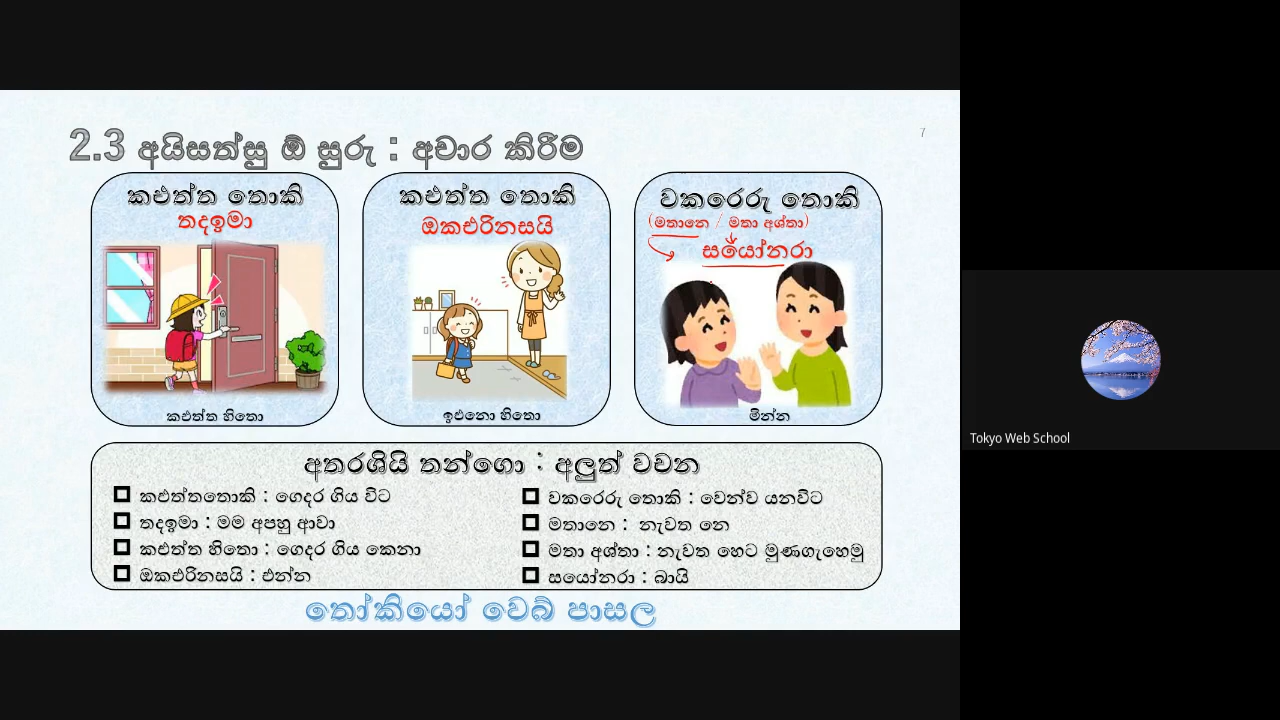 2.3 අයිසත්සු ඕ සුරු : අචාර කිරීම
7
කඑත්ත තොකි
තදඉමා
කඑත්ත හිතො
කඑත්ත තොකි
ඔකඑරිනසයි
ඉඑනො හිතො
වකරෙරු තොකි
(මතානෙ / මතා අශ්තා)
සයෝනරා
මීන්න
අතරශියි තන්ගො : අලුත් වචන
කඑත්තතොකි : ගෙදර ගිය විට
තදඉමා : මම අපහු ආවා
කඑත්ත හිතො : ගෙදර ගිය කෙනා
ඔකඑරිනසයි : එන්න
වකරෙරු තොකි : වෙන්ව යනවිට
මතානෙ : නැවත නෙ
මතා අශ්තා : නැවත හෙට මුණගැහෙමු
සයෝනරා : බායි
තෝකියෝ වෙබ් පාසල
Tokyo Web School